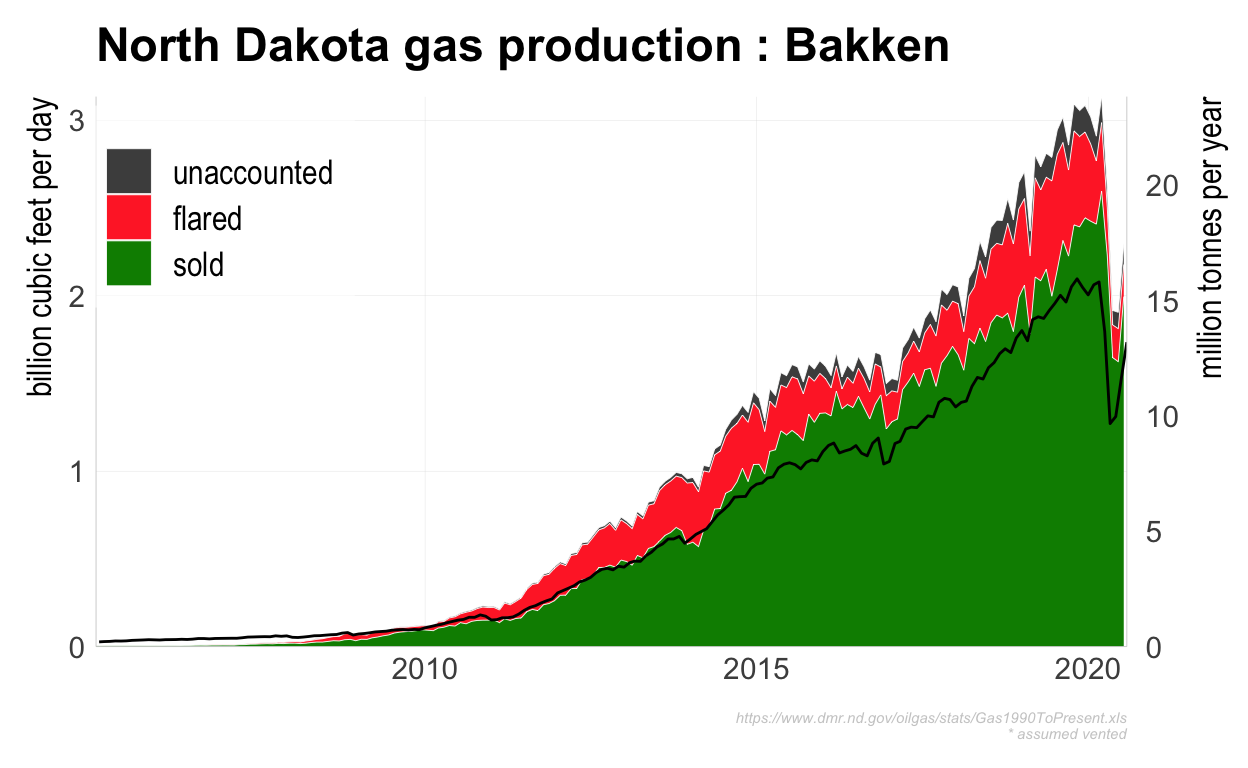 North Dakota gas production : Bakken
billion cubic feet per day
million tonnes per year
3
2
1
0
unaccounted
flared
sold
20
15
10
5
0
2010
2015
2020
https://www.dmr.nd.gov/oilgas/stats/Gas1990ToPresent.xls
* assumed vented